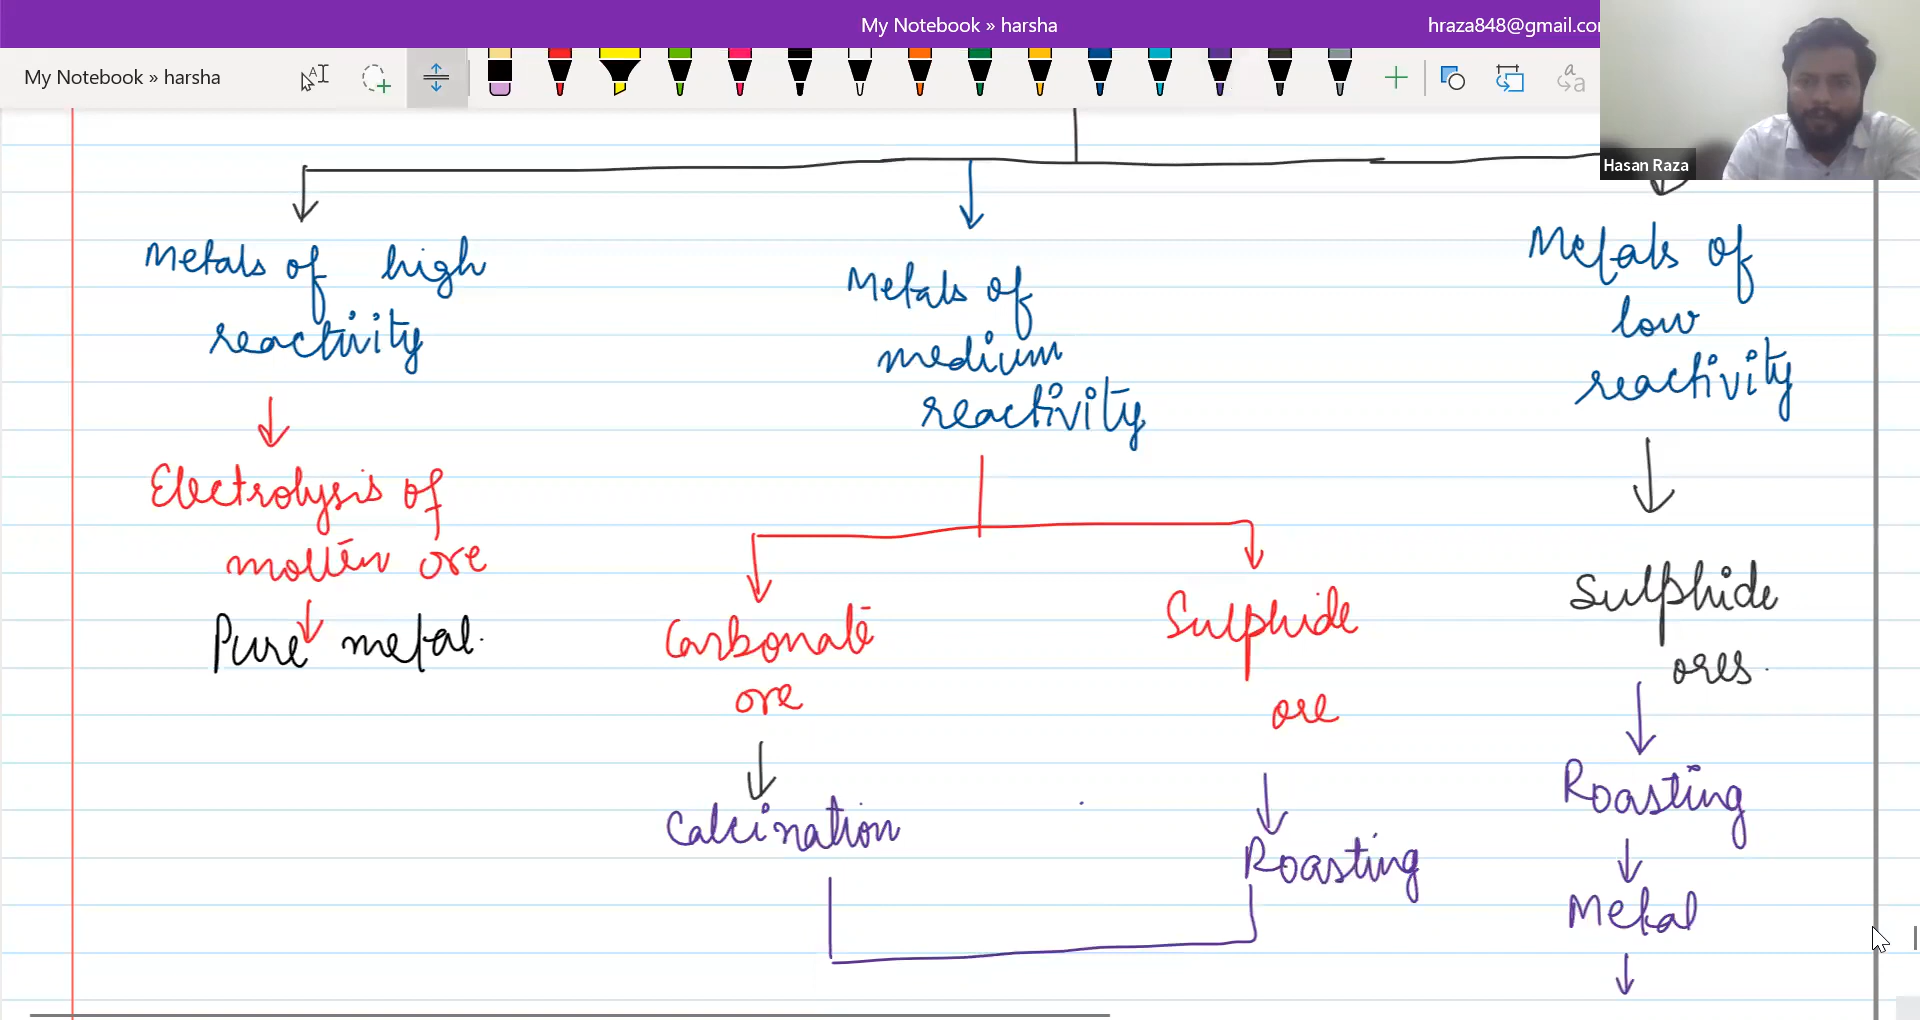 My Notebook » harsha
hraza848@gmail.co
My Notebook » harsha
Hasan Raza
Metals of high
reactivity
Electrolysis of
molten ore
Pure metal.
Metals of
medium
reactivity
Carbonate
ore
Calcination
Sulphide
ore
Roasting
Metals of
low
reactivity
Sulphide
ores.
Roasting
Metal